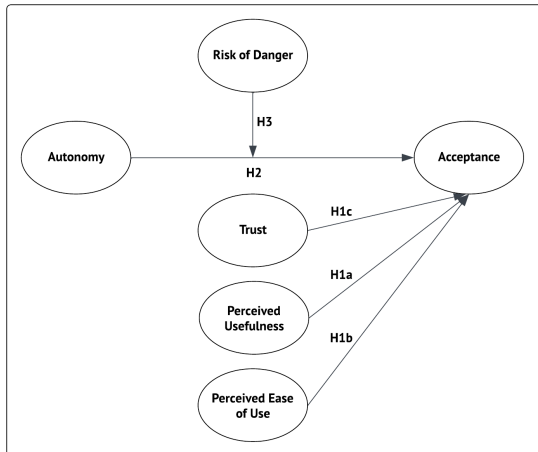 Risk of Danger
H3
Autonomy
Acceptance
H2
Trust
H1c
H1a
Perceived
Usefulness
H1b
Perceived Ease
of Use